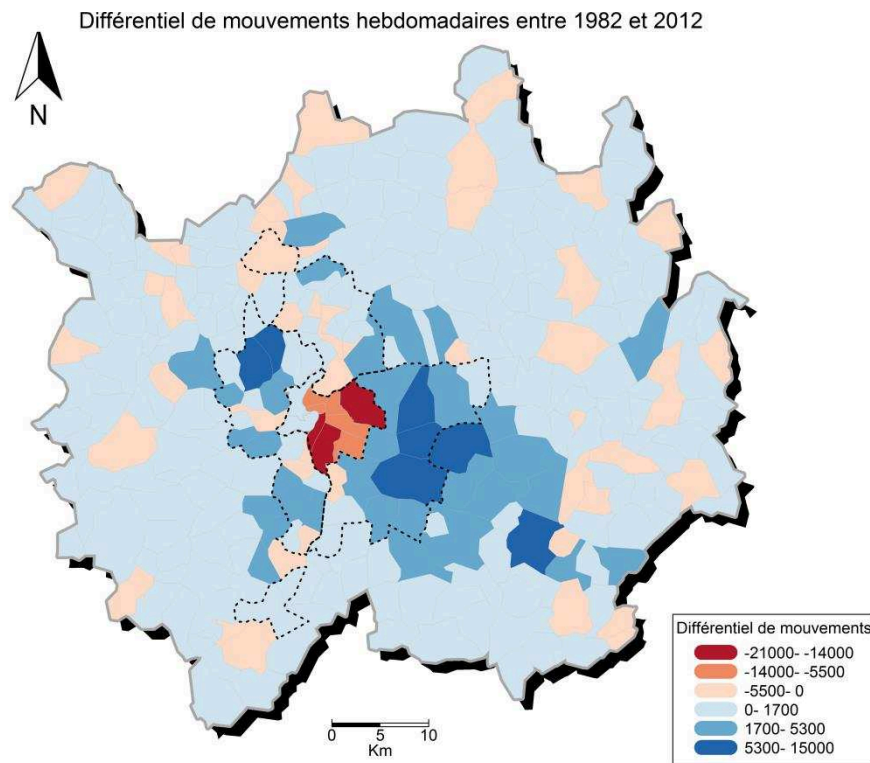 Différentiel de mouvements hebdomadaires entre 1982 et 2012
N
Différentiel de mouvements
-21000- -14000
-14000- -5500
-5500- 0
0- 1700
1700- 5300
5300- 15000
0 5 10
Km